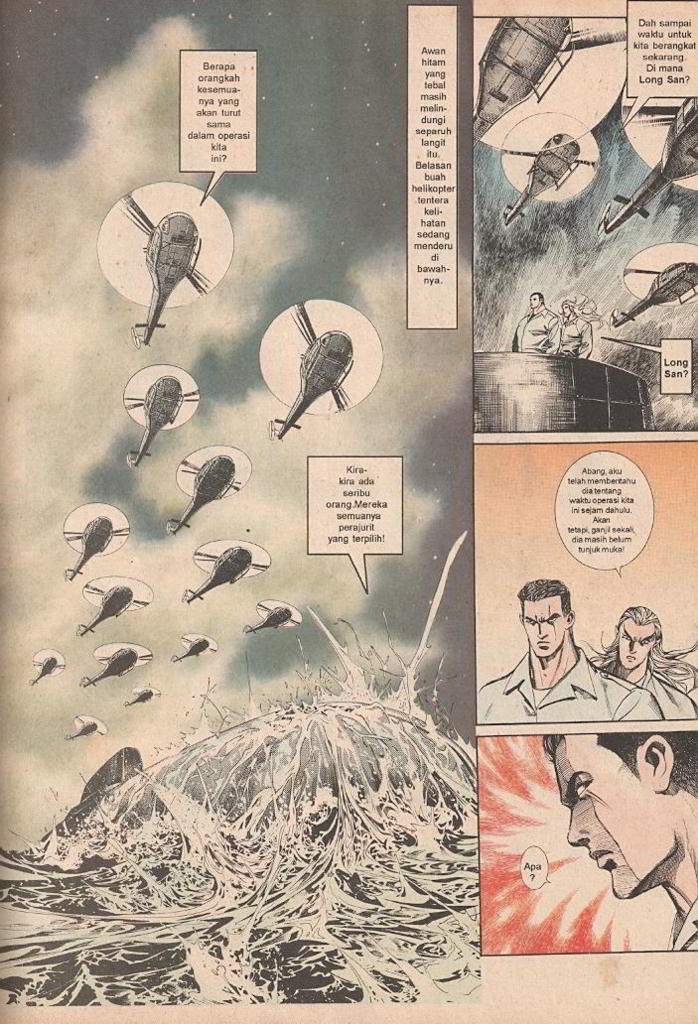 Awan
hitam
yang
tebal
masih
melin-
dungi
separuh
langit
itu.
Belasan
buah
helikopter
tentera
keli-
hatan
sedang
menderu
di
bawah-
nya.
Berapa
orangkah
kesemua-
nya yang
akan turut
sama
dalam operasi
kita
ini?
Kira-
kira ada
seribu
orang.Mereka
semuanya
perajurit
yang terpilih!
Dah sampai
waktu untuk
kita berangkat
sekarang.
Di mana
Long San?
Long
San?
Abang, aku
telah memberitahu
dia tentang
waktu operasi kita
ini sejam dahulu.
Akan
tetapi, ganjil sekali,
dia masih belum
tunjuk muka!
Apa
?